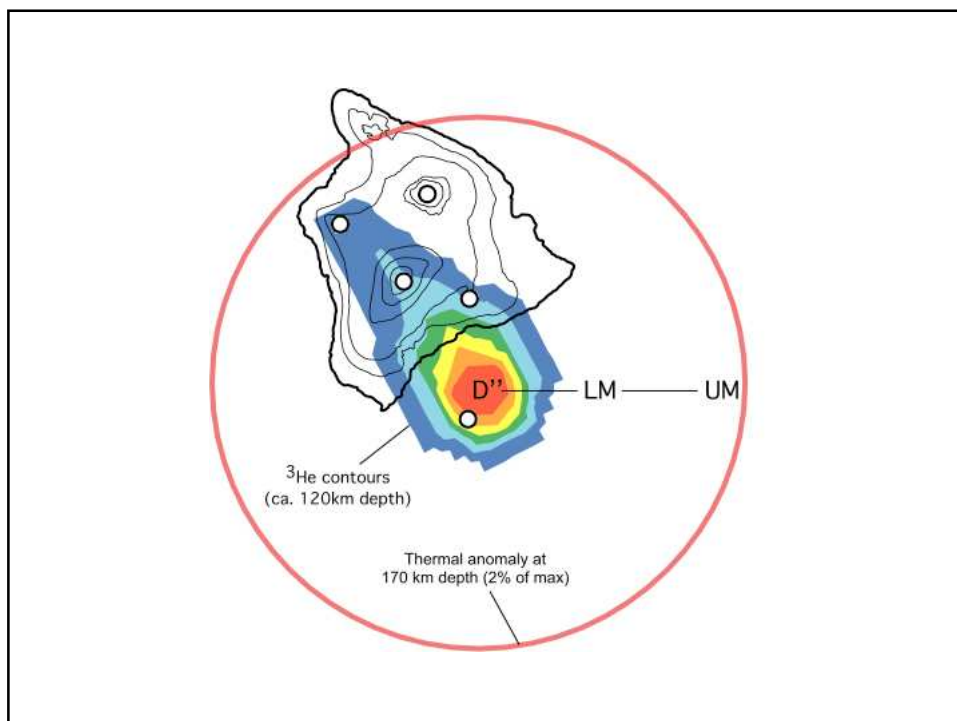 D’’ LM UM
³He contours
(ca. 120km depth)
Thermal anomaly at
170 km depth (2% of max)